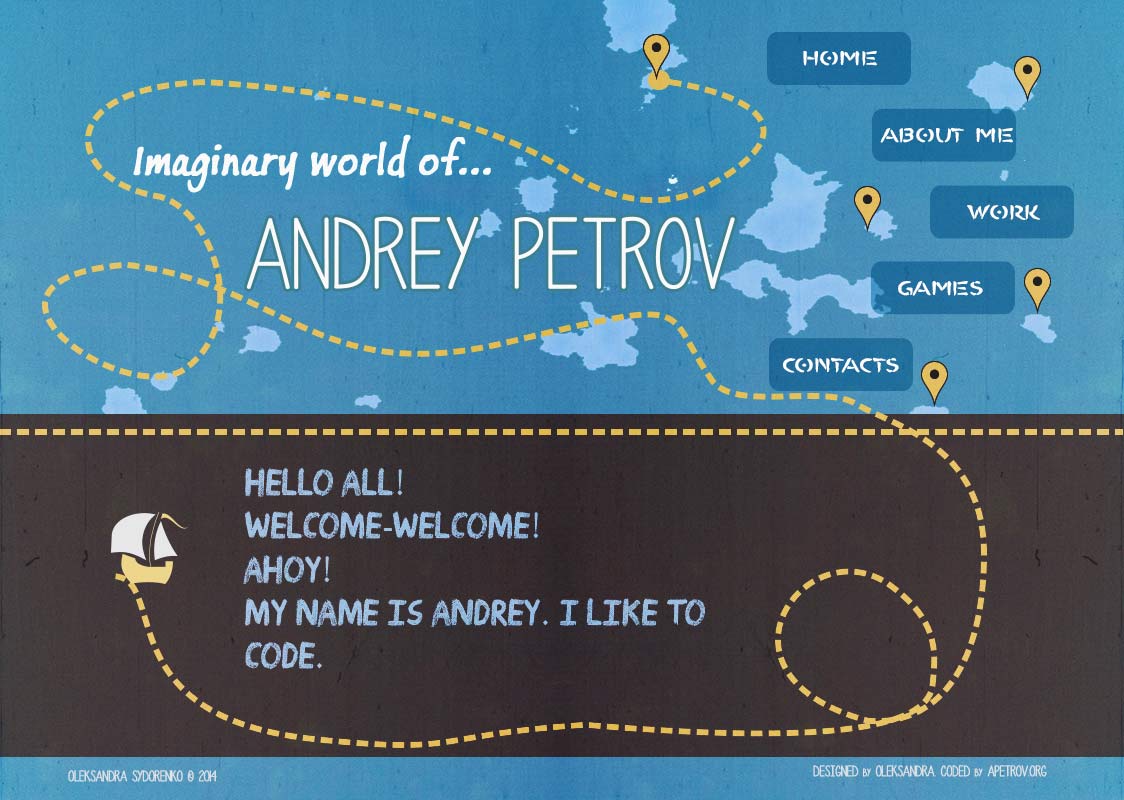 HOME
ABOUT ME
Imaginary world of...
WORK
ANDREY PETROV
GAMES
CONTACTS
HELLO ALL!
WELCOME-WELCOME!
AHOY!
MY NAME IS ANDREY. I LIKE TO
CODE.
OLEKSANDRA SYDORENKO © 2014
DESIGNED BY OLEKSANDRA. CODED BY APETROV.ORG